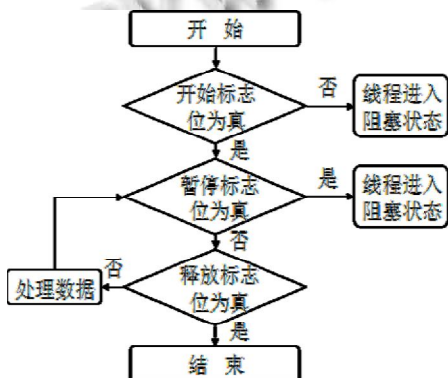 开 始
开始标志
位为真
否
线程进入
阻塞状态
是
暂停标志
位为真
是
线程进入
阻塞状态
否
释放标志
位为真
否
处理数据
是
结 束